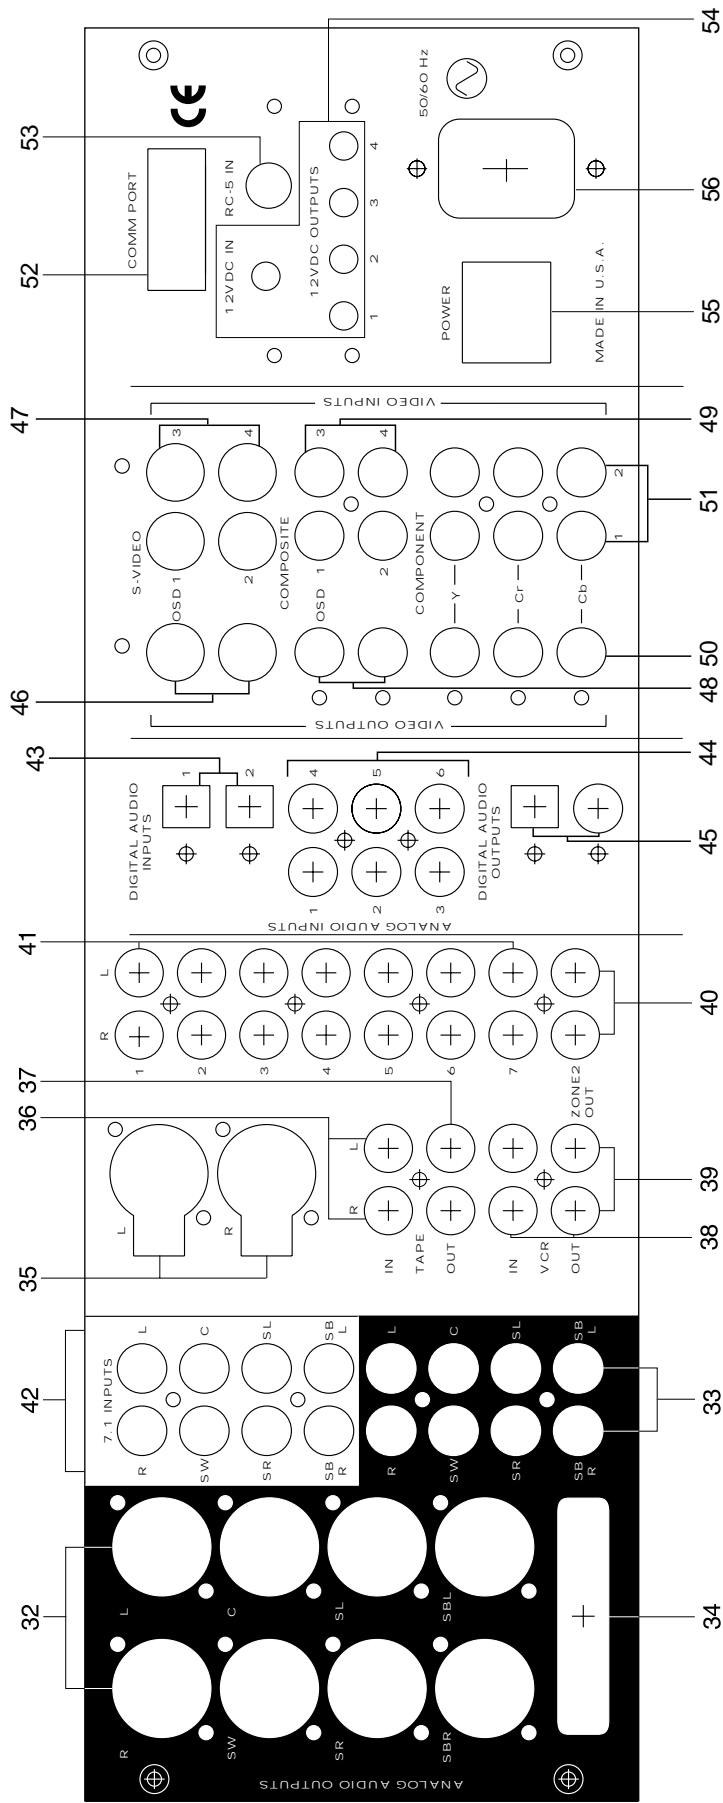 32
42
35
36
37
41
43
46
47
52
53
54
ANALOG AUDIO OUTPUTS
R
L
SW
C
SR
SL
SBR
SBL
7.1 INPUTS
R
L
SW
C
SR
SL
SB
R
SB
L
R
L
SW
C
SR
SL
SB
R
SB
L
L
R
R
L
IN
TAPE
OUT
IN
VCR
OUT
ANALOG AUDIO INPUTS
R
L
1
2
3
4
5
6
7
ZONE2
OUT
DIGITAL AUDIO
INPUTS
1
2
1
4
2
5
3
6
DIGITAL AUDIO
OUTPUTS
VIDEO OUTPUTS
VIDEO INPUTS
S-VIDEO
OSD 1
3
2
4
COMPOSITE
OSD 1
3
2
4
COMPONENT
Y
Cr
Cb
1
2
COMM PORT
RC-5 IN
12VDC IN
12VDC OUTPUTS
1
2
3
4
CE
50/60 Hz
POWER
MADE IN U.S.A.
34
33
38
39
40
45
44
48
50
51
49
55
56